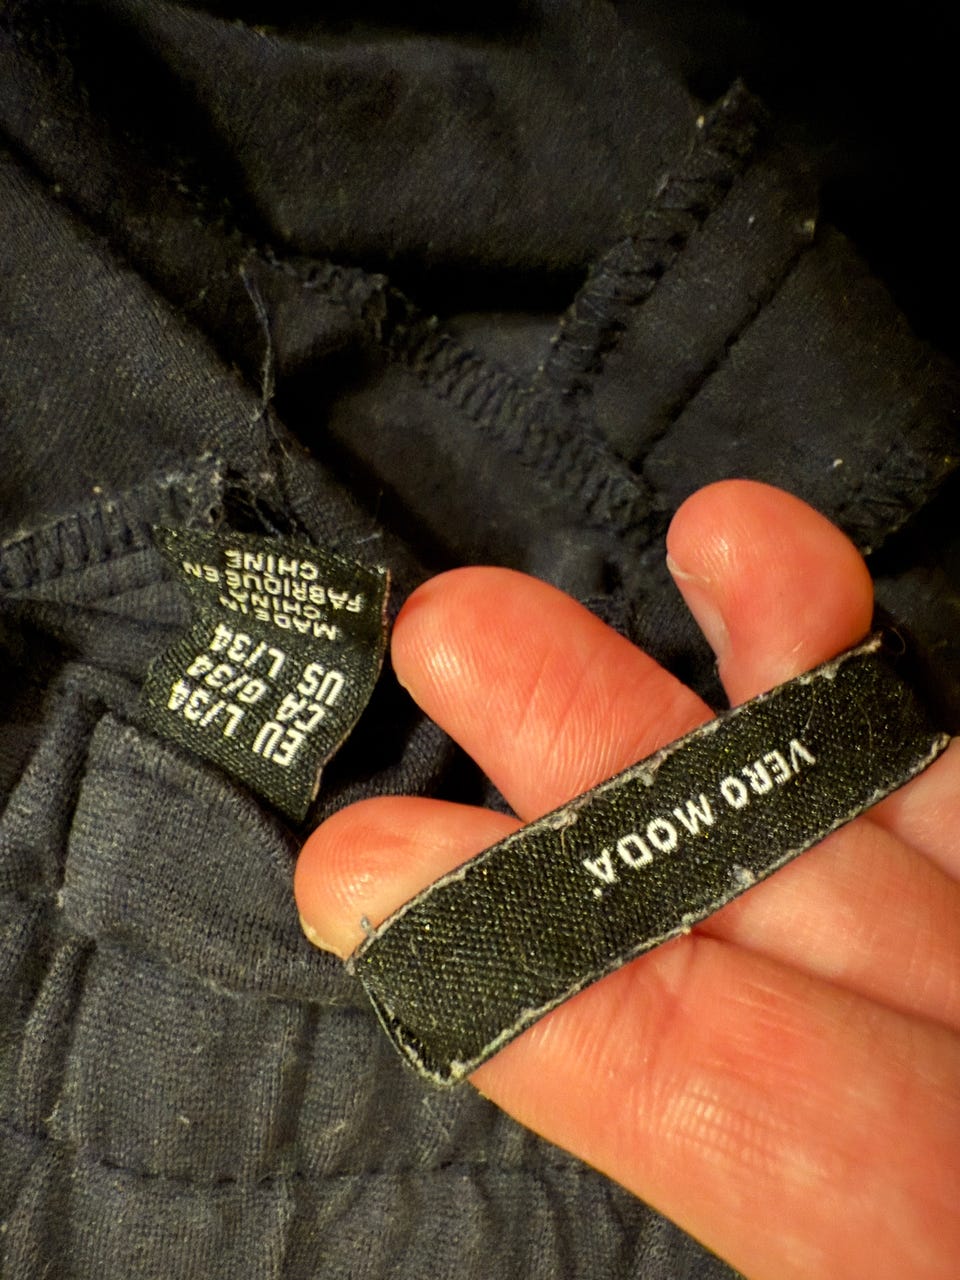 EU L/34
CA G/34
US L/34
MADE IN
CHINA
FABRIQUÉ EN
CHINE
VERO MODA